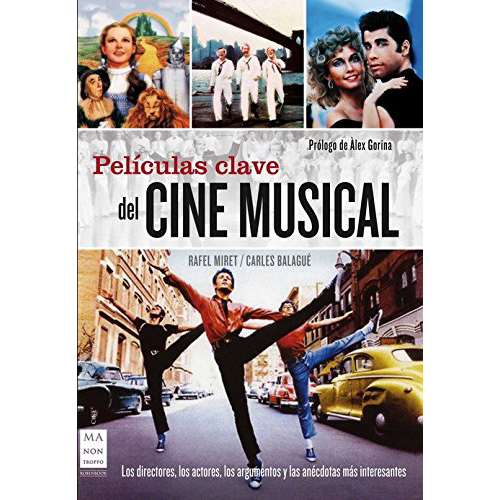 Prólogo de Àlex Gorina
Películas clave
del CINE MUSICAL
RAFEL MIRET / CARLES BALAGUÉ
MA
NON
TROPPO
ROBINBOOK
Los directores, los actores, los argumentos y las anécdotas más interesantes